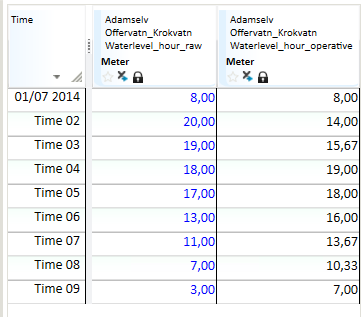 Time
Adamselv
Offervatn_Krokvatn
Waterlevel_hour_raw
Meter
Adamselv
Offervatn_Krokvatn
Waterlevel_hour_operative
Meter
01/07 2014 8,00 8,00
Time 02 20,00 14,00
Time 03 19,00 15,67
Time 04 18,00 19,00
Time 05 17,00 18,00
Time 06 13,00 16,00
Time 07 11,00 13,67
Time 08 7,00 10,33
Time 09 3,00 7,00